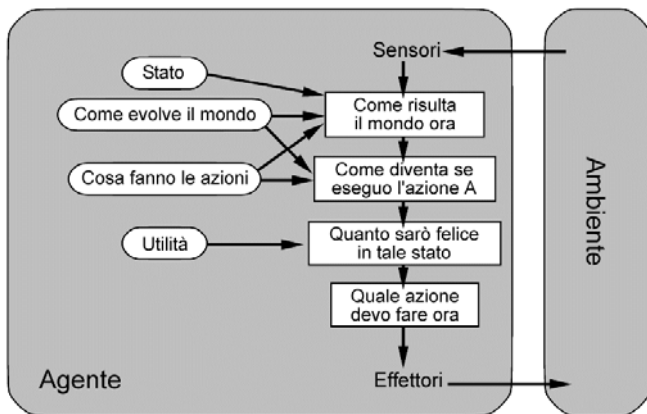 Sensori
Stato
Come evolve il mondo
Come risulta
il mondo ora
Cosa fanno le azioni
Come diventa se
eseguo l'azione A
Utilità
Quanto sarò felice
in tale stato
Quale azione
devo fare ora
Agente
Effettori
Ambiente